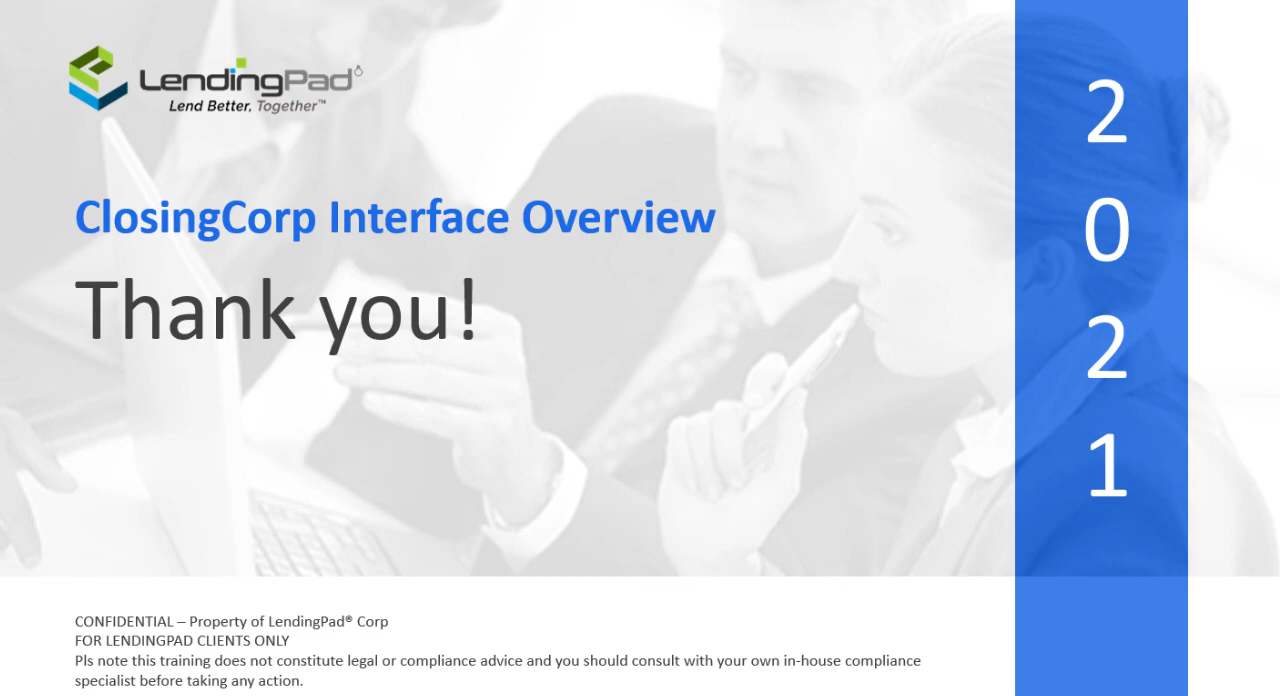 LendingPad
Lend Better, Together™
ClosingCorp Interface Overview
Thank you!
2
0
2
1
CONFIDENTIAL – Property of LendingPad® Corp
FOR LENDINGPAD CLIENTS ONLY
Pls note this training does not constitute legal or compliance advice and you should consult with your own in-house compliance
specialist before taking any action.